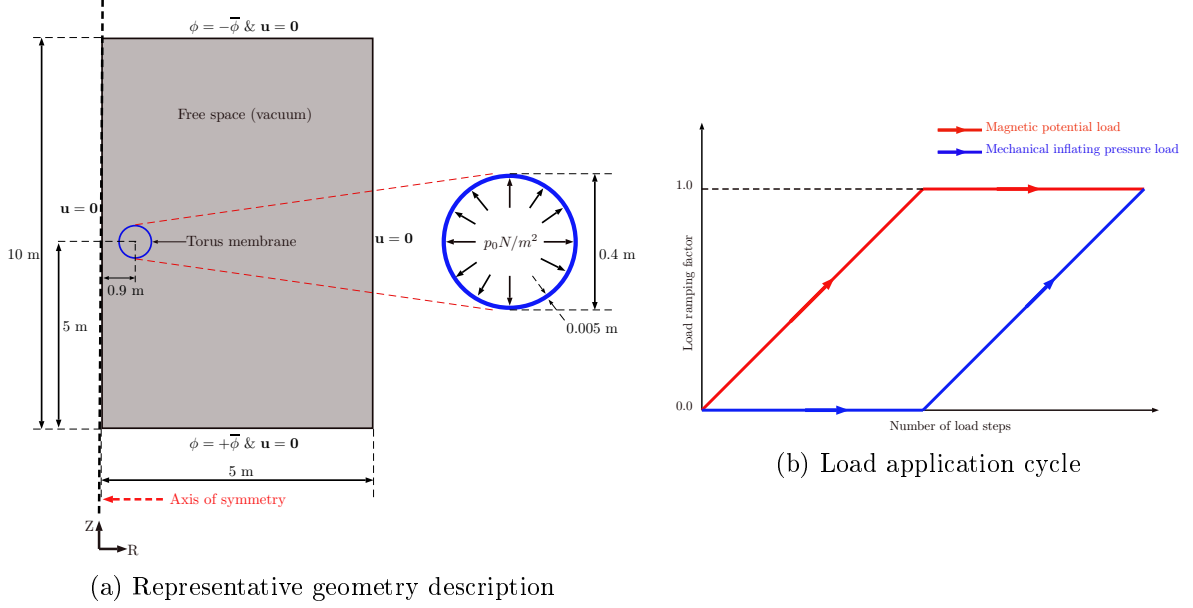 ϕ = −ϕ̅ & u = 0
Free space (vacuum)
u = 0
Torus membrane
u = 0
10 m
0.9 m
5 m
p₀N/m²
0.4 m
0.005 m
ϕ = +ϕ̅ & u = 0
5 m
Axis of symmetry
Z
R
(a) Representative geometry description
Magnetic potential load
Mechanical inflating pressure load
1.0
Load ramping factor
0.0
Number of load steps
(b) Load application cycle